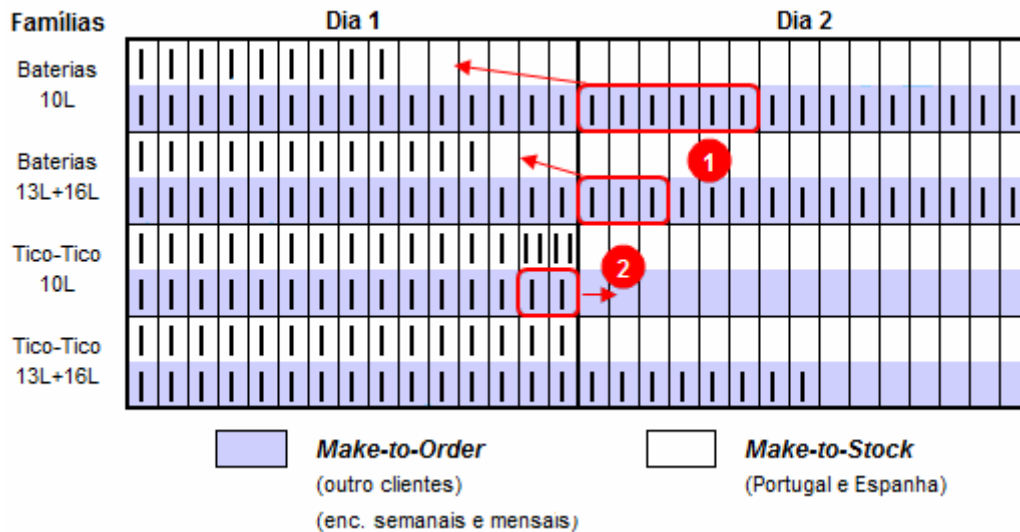 Famílias
Dia 1
Dia 2
Baterias
10L
Baterias
13L+16L
1
Tico-Tico
10L
2
Tico-Tico
13L+16L
Make-to-Order
(outro clientes)
(enc. semanais e mensais)
Make-to-Stock
(Portugal e Espanha)